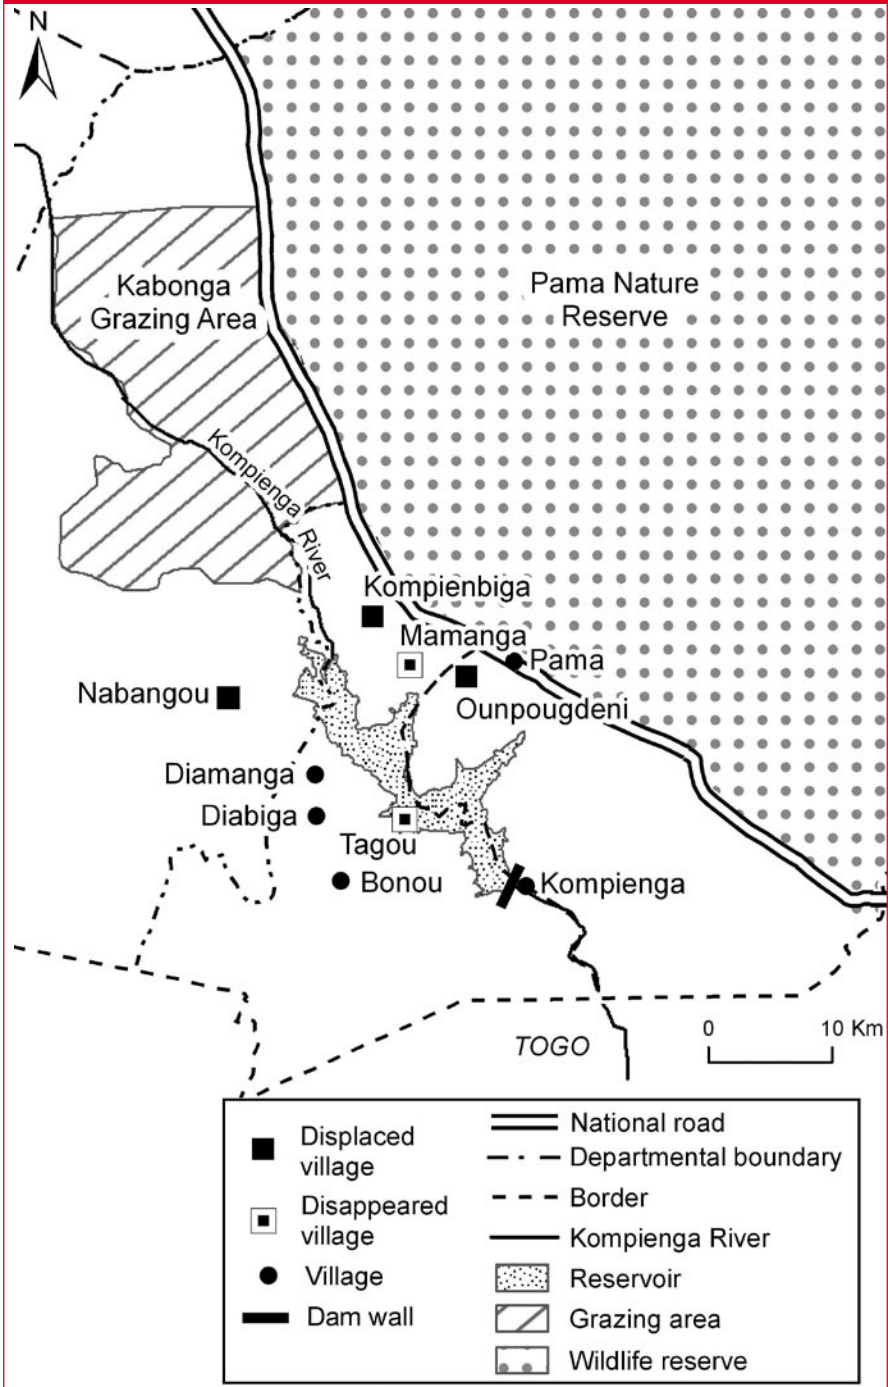 N
Kabonga
Grazing Area
Pama Nature
Reserve
Kompienga
River
Kompienbiga
Mamanga
Pama
Nabangou
Ounpougdeni
Diamanga
Diabiga
Tagou
Bonou
Kompienga
0 10 Km
TOGO
Displaced
village
Disappeared
village
Village
Dam wall
National road
Departmental boundary
Border
Kompienga River
Reservoir
Grazing area
Wildlife reserve